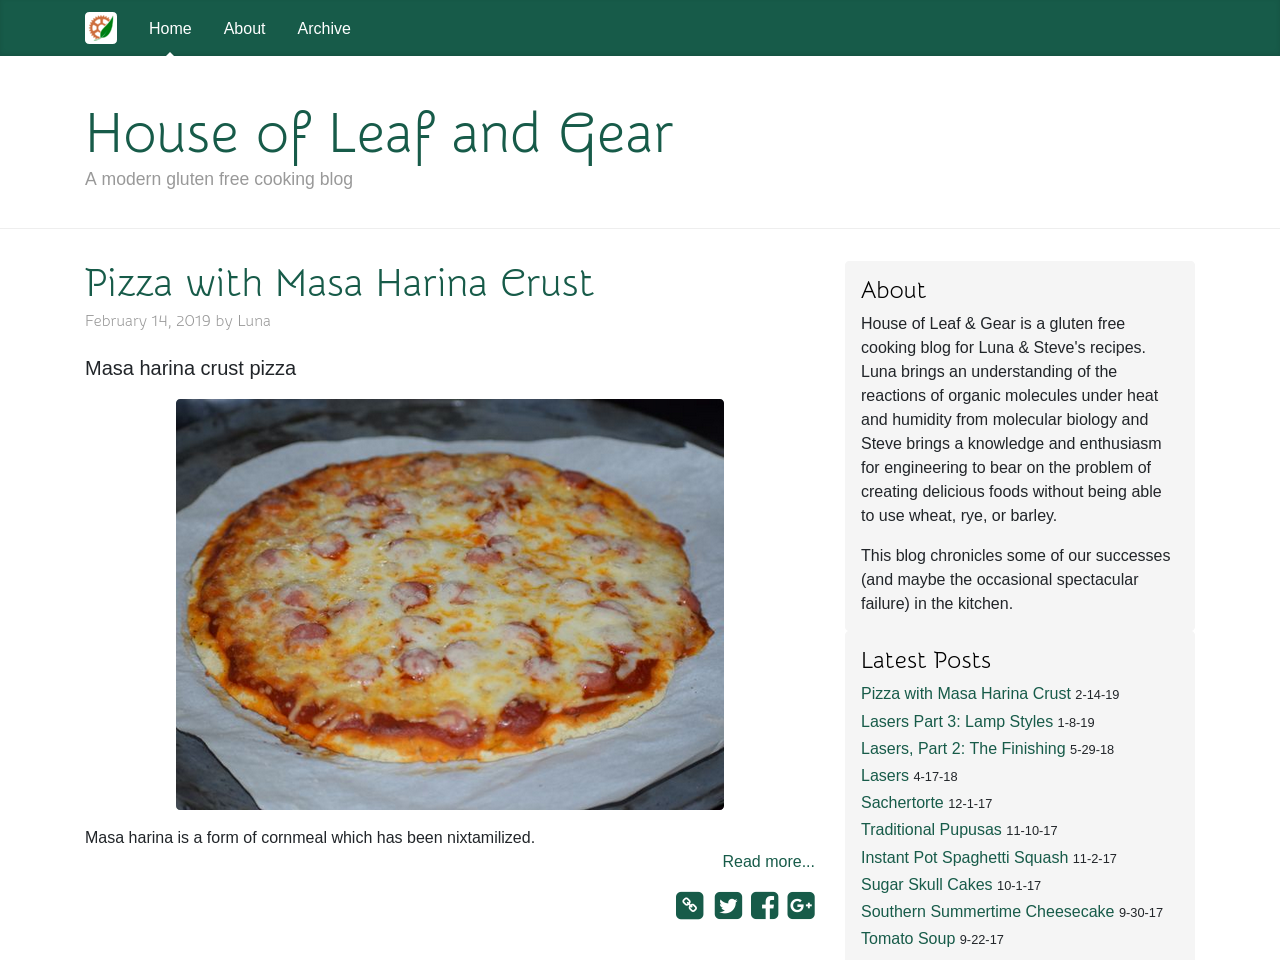 Home About Archive
House of Leaf and Gear
A modern gluten free cooking blog
Pizza with Masa Harina Crust
February 14, 2019 by Luna
Masa harina crust pizza
Masa harina is a form of cornmeal which has been nixtamilized.
Read more...
About
House of Leaf & Gear is a gluten free
cooking blog for Luna & Steve's recipes.
Luna brings an understanding of the
reactions of organic molecules under heat
and humidity from molecular biology and
Steve brings a knowledge and enthusiasm
for engineering to bear on the problem of
creating delicious foods without being able
to use wheat, rye, or barley.
This blog chronicles some of our successes
(and maybe the occasional spectacular
failure) in the kitchen.
Latest Posts
Pizza with Masa Harina Crust 2-14-19
Lasers Part 3: Lamp Styles 1-8-19
Lasers, Part 2: The Finishing 5-29-18
Lasers 4-17-18
Sachertorte 12-1-17
Traditional Pupusas 11-10-17
Instant Pot Spaghetti Squash 11-2-17
Sugar Skull Cakes 10-1-17
Southern Summertime Cheesecake 9-30-17
Tomato Soup 9-22-17